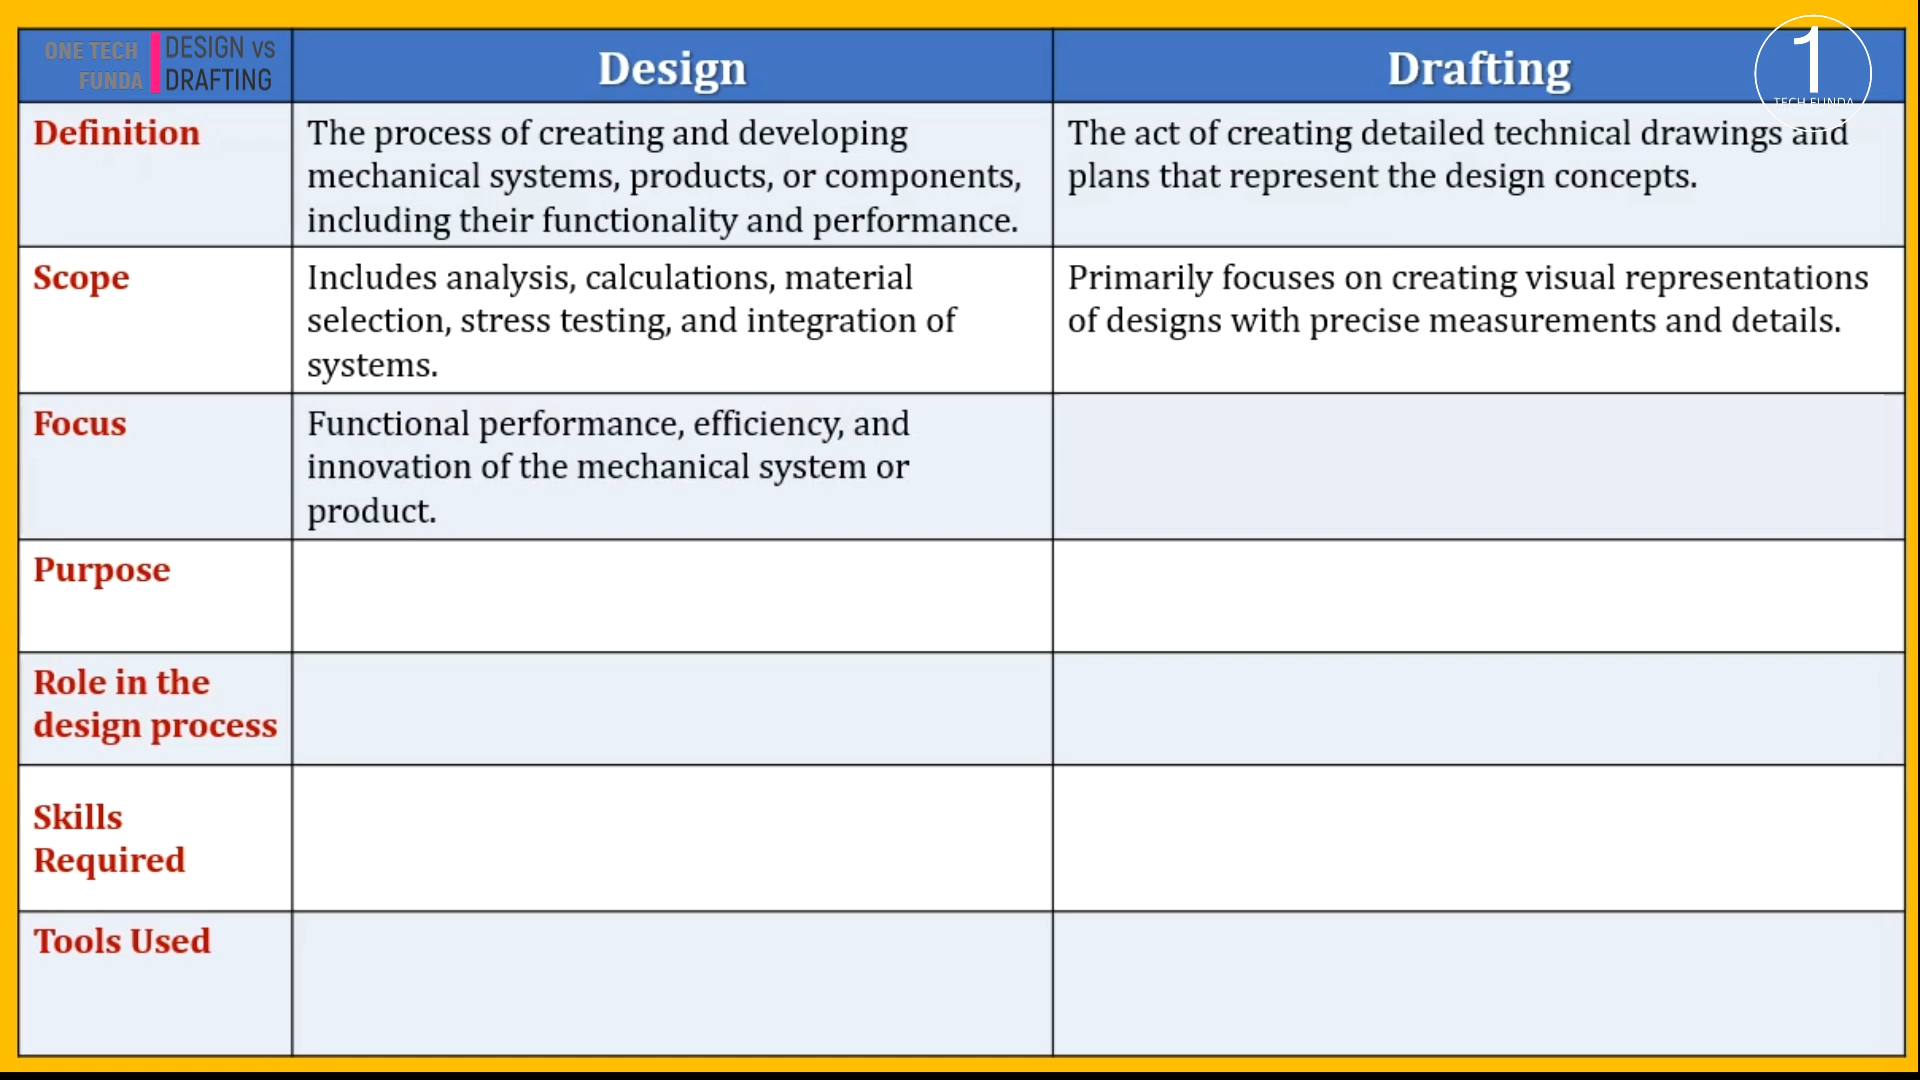 ONE TECH
FUNDA
DESIGN vs
DRAFTING
Design
Drafting
1
TECH FUNDA
Definition
The process of creating and developing
mechanical systems, products, or components,
including their functionality and performance.
The act of creating detailed technical drawings and
plans that represent the design concepts.
Scope
Includes analysis, calculations, material
selection, stress testing, and integration of
systems.
Primarily focuses on creating visual representations
of designs with precise measurements and details.
Focus
Functional performance, efficiency, and
innovation of the mechanical system or
product.
Purpose
Role in the
design process
Skills
Required
Tools Used